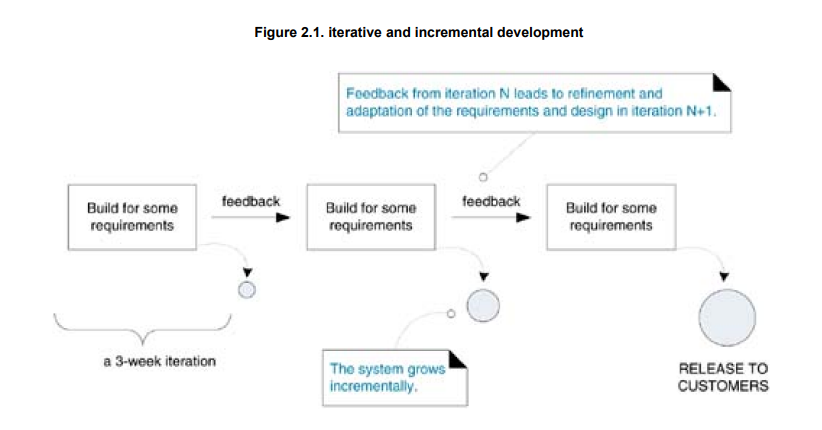 Figure 2.1. iterative and incremental development
Feedback from iteration N leads to refinement and
adaptation of the requirements and design in iteration N+1.
Build for some
requirements
feedback
Build for some
requirements
feedback
Build for some
requirements
a 3-week iteration
The system grows
incrementally.
RELEASE TO
CUSTOMERS